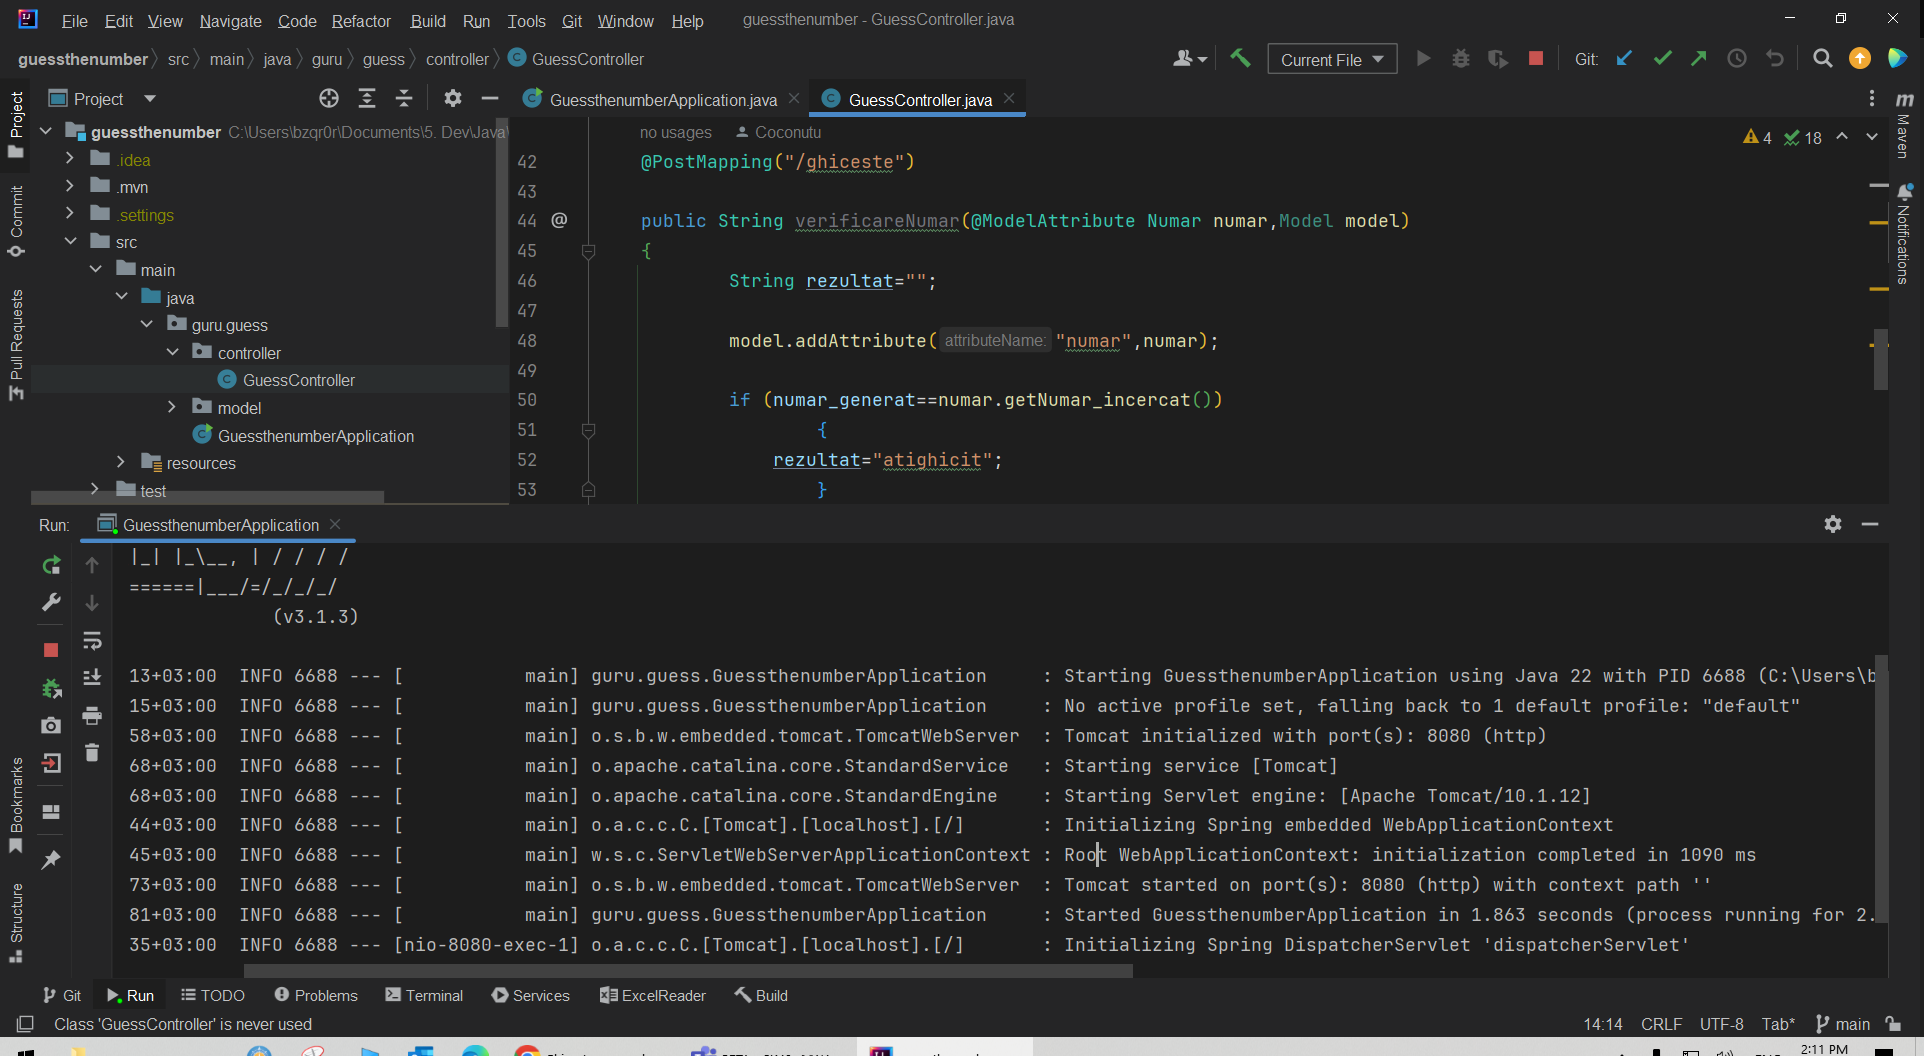 File Edit View Navigate Code Refactor Build Run Tools Git Window Help guessthenumber - GuessController.java
guessthenumber src main java guru guess controller GuessController Current File Git:
Project
GuessthenumberApplication.java GuessController.java
guessthenumber C:\Users\bzqr0r\Documents\5. Dev\Java\
.idea
.mvn
.settings
src
main
java
guru.guess
controller
GuessController
model
GuessthenumberApplication
resources
test
no usages Coconutu
4 18
42 @PostMapping("/ghiceste")
43
44 @ public String verificareNumar(@ModelAttribute Numar numar,Model model)
45 {
46 String rezultat="";
47
48 model.addAttribute( attributeName: "numar",numar);
49
50 if (numar_generat==numar.getNumar_incercat())
51 {
52 rezultat="atighicit";
53 }
Project
Commit
Pull Requests
Bookmarks
Structure
Maven
Notifications
Run: GuessthenumberApplication
|_| |_\__, | / / / /
======|___/=/_/_/_/
(v3.1.3)
13+03:00 INFO 6688 --- [ main] guru.guess.GuessthenumberApplication : Starting GuessthenumberApplication using Java 22 with PID 6688 (C:\Users\b
15+03:00 INFO 6688 --- [ main] guru.guess.GuessthenumberApplication : No active profile set, falling back to 1 default profile: "default"
58+03:00 INFO 6688 --- [ main] o.s.b.w.embedded.tomcat.TomcatWebServer : Tomcat initialized with port(s): 8080 (http)
68+03:00 INFO 6688 --- [ main] o.apache.catalina.core.StandardService : Starting service [Tomcat]
68+03:00 INFO 6688 --- [ main] o.apache.catalina.core.StandardEngine : Starting Servlet engine: [Apache Tomcat/10.1.12]
44+03:00 INFO 6688 --- [ main] o.a.c.c.C.[Tomcat].[localhost].[/] : Initializing Spring embedded WebApplicationContext
45+03:00 INFO 6688 --- [ main] w.s.c.ServletWebServerApplicationContext : Root WebApplicationContext: initialization completed in 1090 ms
73+03:00 INFO 6688 --- [ main] o.s.b.w.embedded.tomcat.TomcatWebServer : Tomcat started on port(s): 8080 (http) with context path ''
81+03:00 INFO 6688 --- [ main] guru.guess.GuessthenumberApplication : Started GuessthenumberApplication in 1.863 seconds (process running for 2.
35+03:00 INFO 6688 --- [nio-8080-exec-1] o.a.c.c.C.[Tomcat].[localhost].[/] : Initializing Spring DispatcherServlet 'dispatcherServlet'
Git Run TODO Problems Terminal Services ExcelReader Build
Class 'GuessController' is never used 14:14 CRLF UTF-8 Tab* main
2:11 PM